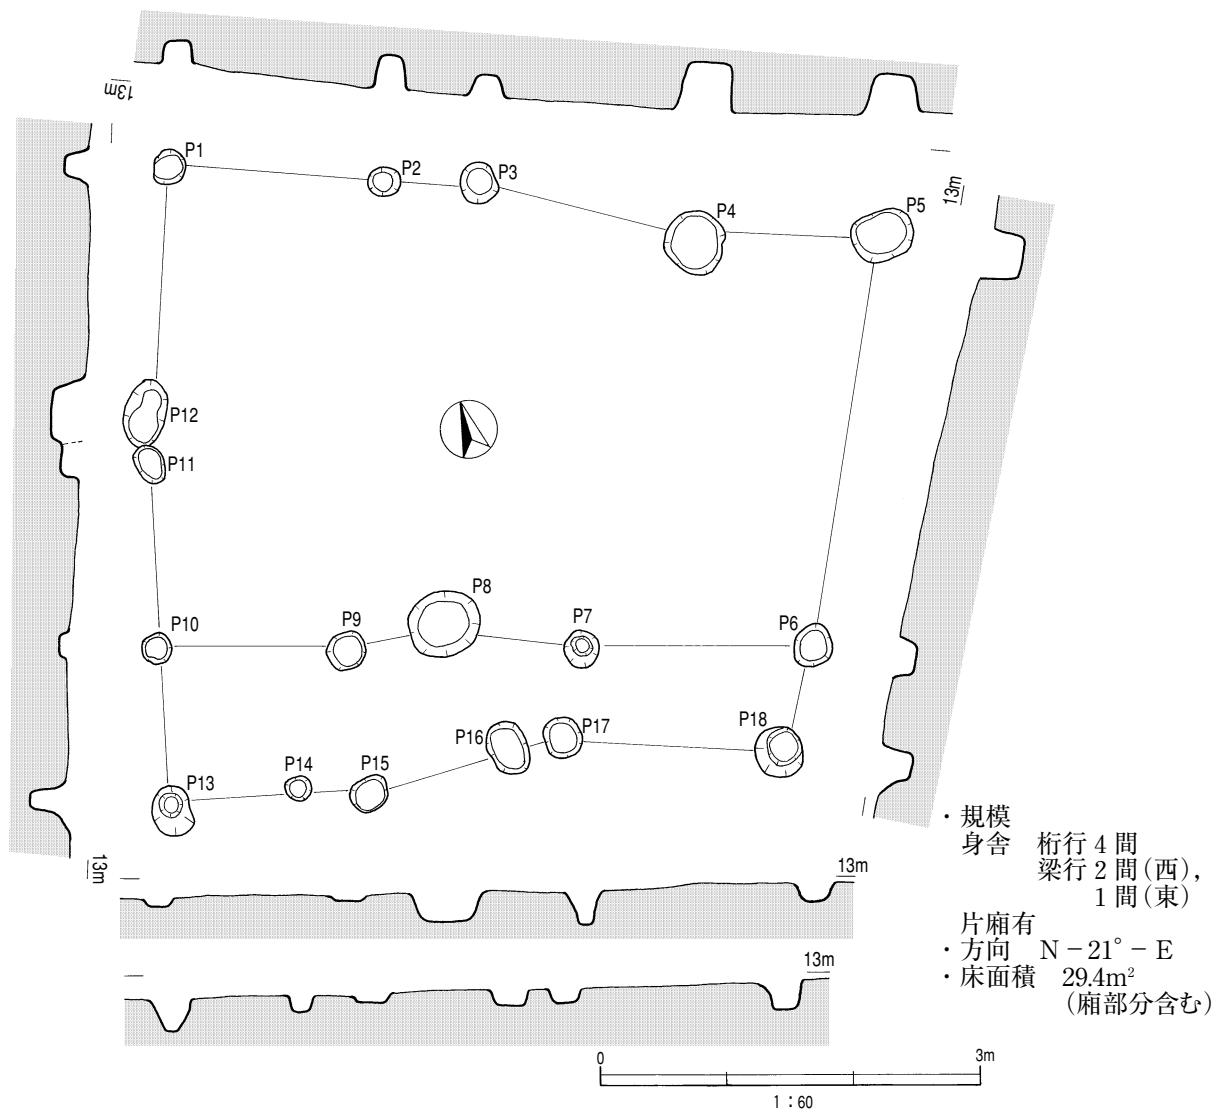 13m
P1
P2
P3
13m
P4
P5
P12
P11
P10
P9
P8
P7
P6
P13
P14
P15
P16
P17
P18
13m
13m
13m
・規模
身舎 桁行4間
梁行2間(西),
1間(東)
片廂有
・方向 N－21°－E
・床面積 29.4m²
(廂部分含む)
0 3m
1：60